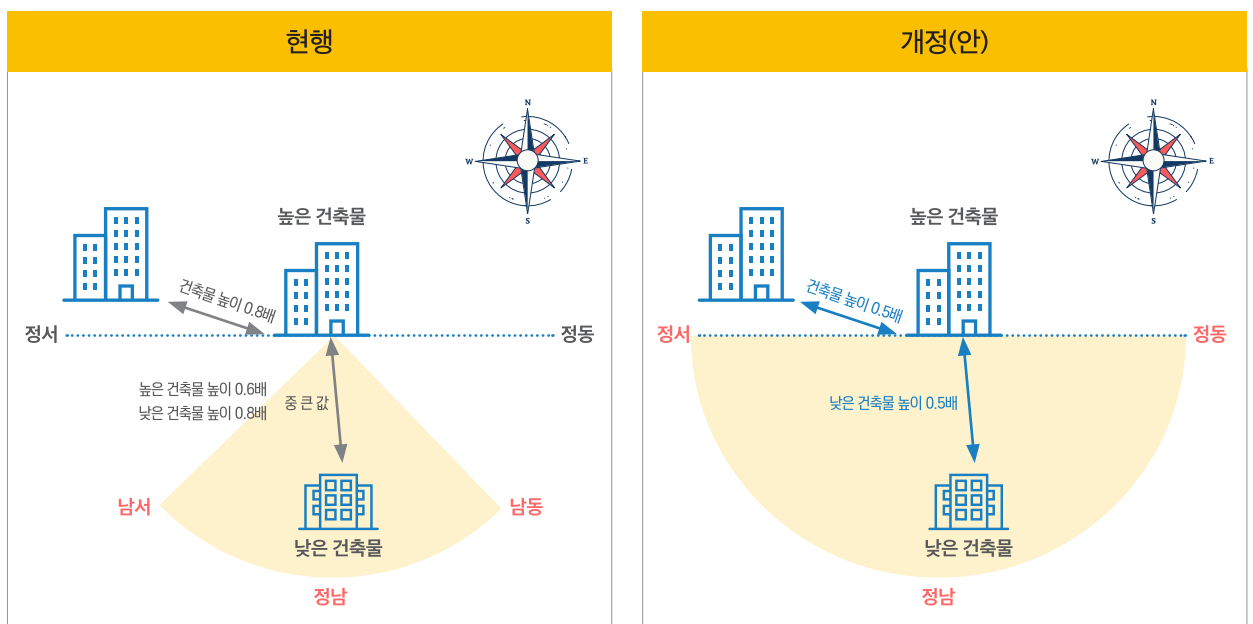 현행
N
W
E
S
높은 건축물
건축물 높이 0.8배
정서
정동
높은 건축물 높이 0.6배
낮은 건축물 높이 0.8배
중 큰 값
남서
남동
낮은 건축물
정남
개정(안)
N
W
E
S
높은 건축물
건축물 높이 0.5배
정서
정동
낮은 건축물 높이 0.5배
낮은 건축물
정남